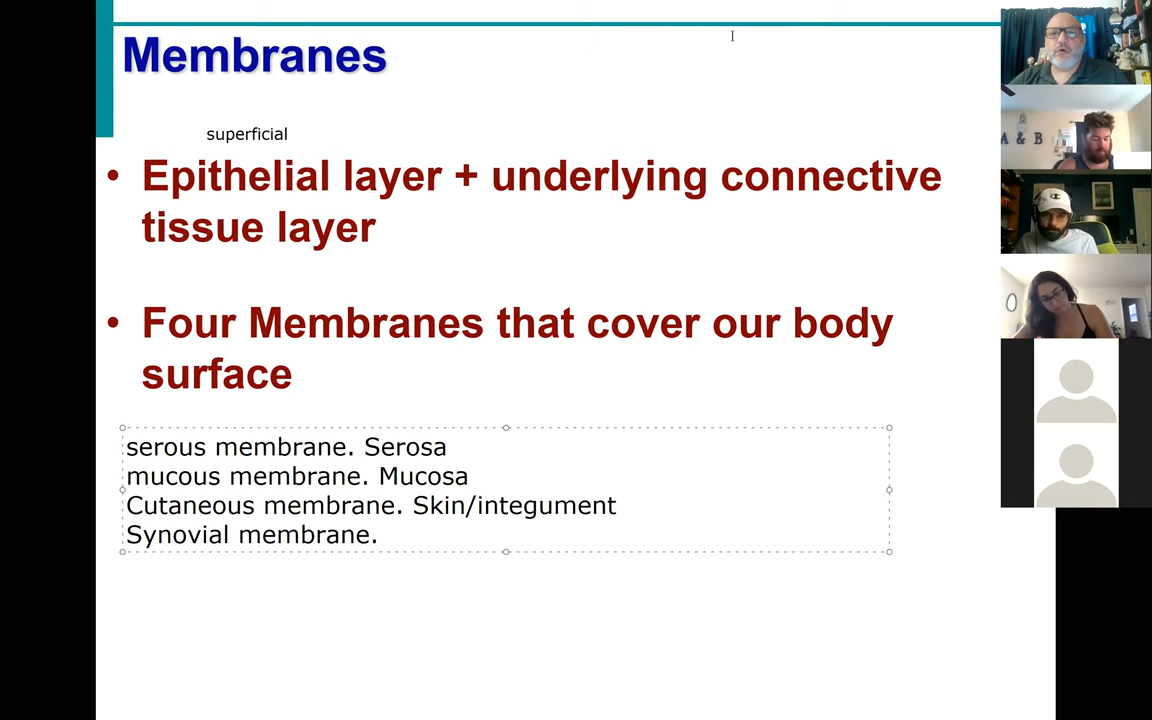 Membranes
superficial
• Epithelial layer + underlying connective
tissue layer
• Four Membranes that cover our body
surface
serous membrane. Serosa
mucous membrane. Mucosa
Cutaneous membrane. Skin/integument
Synovial membrane.
A & B